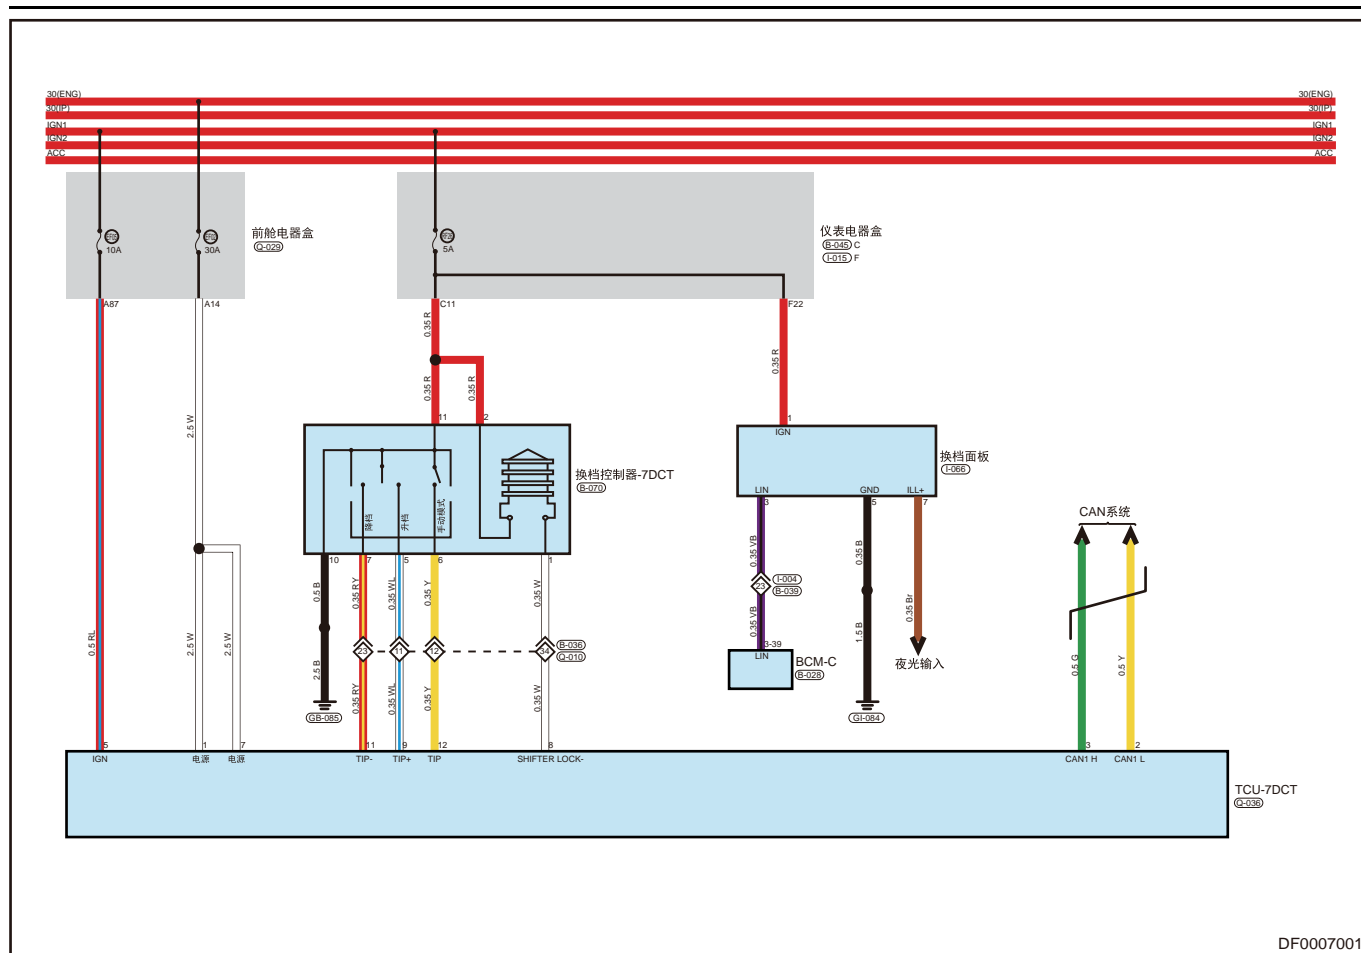 30(ENG) 30(ENG)
30(IP) 30(IP)
IGN1 IGN1
IGN2 IGN2
ACC ACC
前舱电器盒
Q-029
10A
30A
5A
仪表电器盒
B-045 C
I-015 F
A87
A14
C11
F22
0.35 R
0.35 R
0.35 R
0.35 R
2.5 W
11
2
1
IGN
换档控制器-7DCT
B-070
降档
升档
手动模式
换档面板
I-066
LIN
GND
ILL+
3
5
7
CAN系统
10
7
5
6
1
0.5 B
0.35 RY
0.35 WL
0.35 Y
0.35 W
0.35 VB
0.35 B
0.35 Br
23
I-004
B-039
0.35 VB
1.5 B
0.5 RL
2.5 W
2.5 W
2.5 B
23
11
12
34
B-036
Q-010
3-39
LIN
BCM-C
B-028
夜光输入
0.35 RY
0.35 WL
0.35 Y
0.35 W
0.5 G
0.5 Y
GB-085
GI-084
5
1
7
11
9
12
8
3
2
IGN
电源
电源
TIP-
TIP+
TIP
SHIFTER LOCK-
CAN1 H
CAN1 L
TCU-7DCT
Q-036
DF0007001